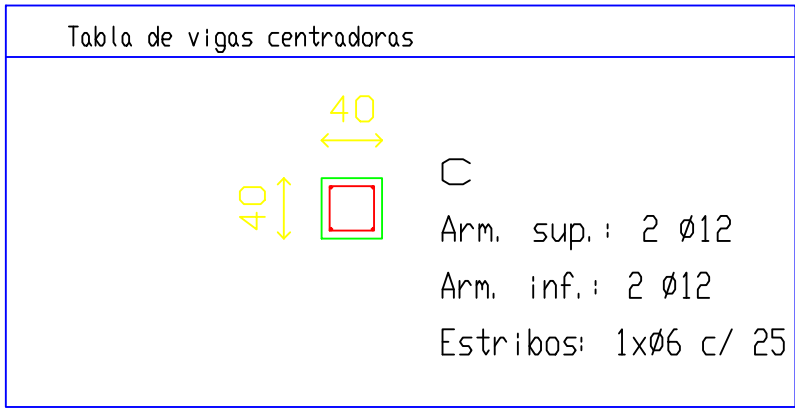 Tabla de vigas centradoras
40
40
C
Arm. sup.: 2 Ø12
Arm. inf.: 2 Ø12
Estribos: 1xØ6 c/ 25